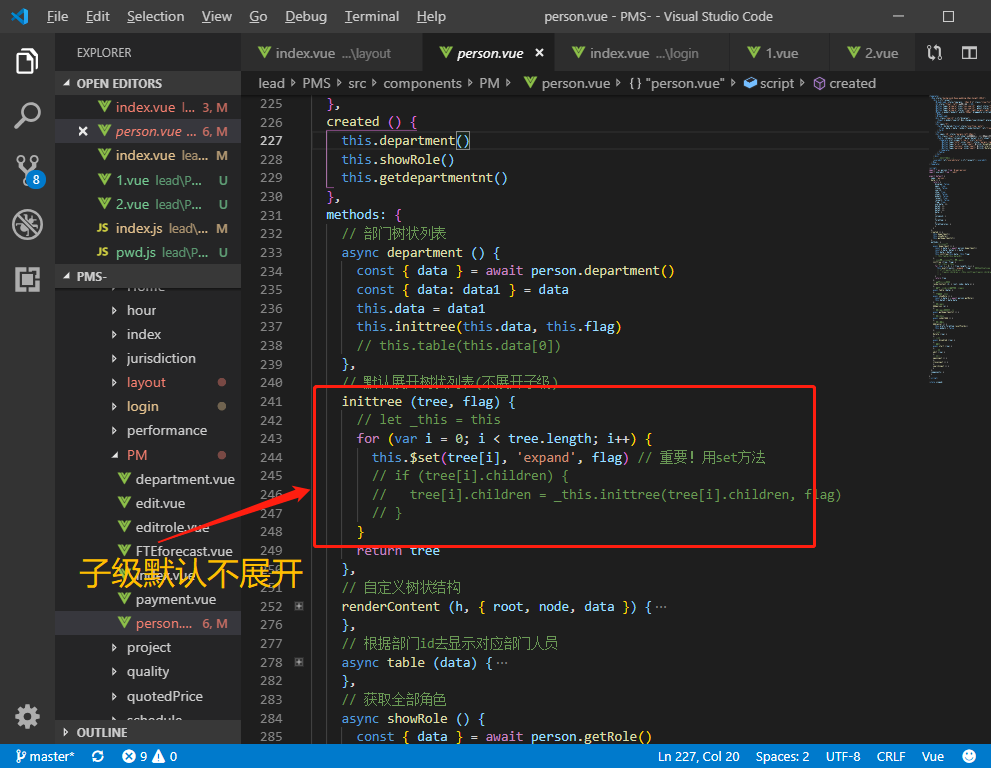 File Edit Selection View Go Debug Terminal Help person.vue - PMS- - Visual Studio Code
EXPLORER
index.vue ...\layout
person.vue ×
index.vue ...\login
1.vue
2.vue
OPEN EDITORS
index.vue l... 3, M
person.vue ... 6, M
index.vue lea... M
1.vue lead\P... U
2.vue lead\P... U
JS index.js lead\... M
JS pwd.js lead\P... U
PMS-
hour
index
jurisdiction
layout
login
performance
PM
department.vue
edit.vue
editrole.vue
FTEforecast.vue
index.vue
payment.vue
person.... 6, M
project
quality
quotedPrice
schedule
OUTLINE
8
lead PMS src components PM person.vue {} "person.vue" script created
225 },
226 created () {
227 this.department()
228 this.showRole()
229 this.getdepartmentnt()
230 },
231 methods: {
232 // 部门树状列表
233 async department () {
234 const { data } = await person.department()
235 const { data: data1 } = data
236 this.data = data1
237 this.inittree(this.data, this.flag)
238 // this.table(this.data[0])
239 },
240 // 默认展开树状列表(不展开子级)
241 inittree (tree, flag) {
242 // let _this = this
243 for (var i = 0; i < tree.length; i++) {
244 this.$set(tree[i], 'expand', flag) // 重要! 用set方法
245 // if (tree[i].children) {
246 // tree[i].children = _this.inittree(tree[i].children, flag)
247 // }
248 }
249 return tree
},
251 // 自定义树状结构
252 renderContent (h, { root, node, data }) {...
276 },
277 // 根据部门id去显示对应部门人员
278 async table (data) {...
282 },
283 // 获取全部角色
284 async showRole () {
285 const { data } = await person.getRole()
子级默认不展开
master* 9 0 Ln 227, Col 20 Spaces: 2 UTF-8 CRLF Vue